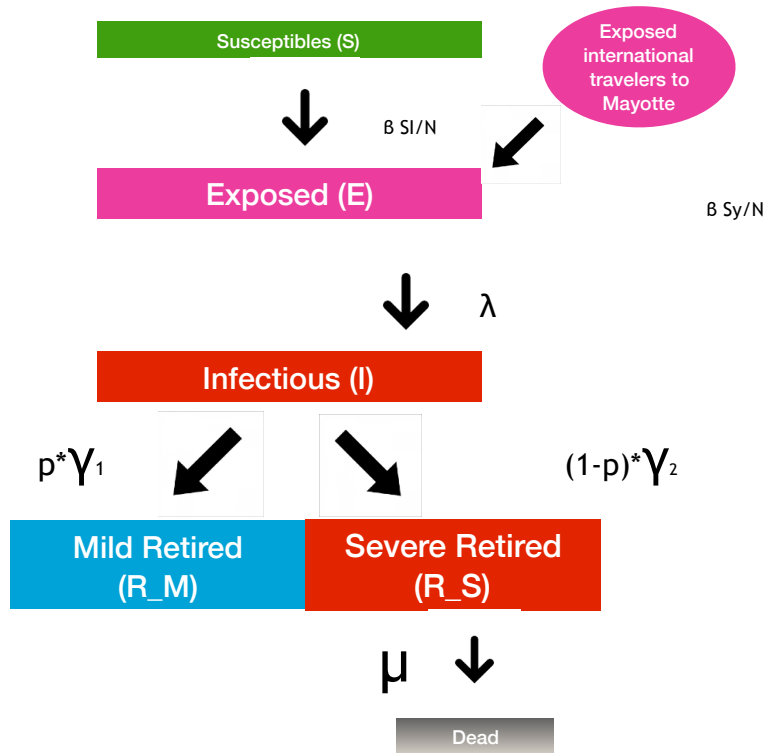 Susceptibles (S)
Exposed
international
travelers to
Mayotte
ß SI/N
Exposed (E)
ß Sy/N
λ
Infectious (I)
p*γ₁
(1-p)*γ₂
Mild Retired
(R_M)
Severe Retired
(R_S)
μ
Dead